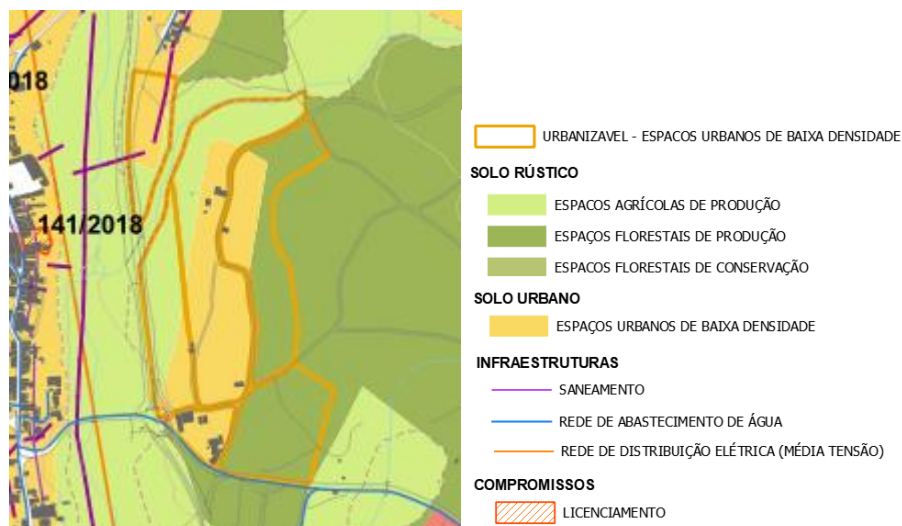 018
141/2018
URBANIZAVEL - ESPACOS URBANOS DE BAIXA DENSIDADE
SOLO RÚSTICO
ESPACOS AGRÍCOLAS DE PRODUÇÃO
ESPAÇOS FLORESTAIS DE PRODUÇÃO
ESPACOS FLORESTAIS DE CONSERVAÇÃO
SOLO URBANO
ESPAÇOS URBANOS DE BAIXA DENSIDADE
INFRAESTRUTURAS
SANEAMENTO
REDE DE ABASTECIMENTO DE ÁGUA
REDE DE DISTRIBUIÇÃO ELÉTRICA (MÉDIA TENSÃO)
COMPROMISSOS
LICENCIAMENTO